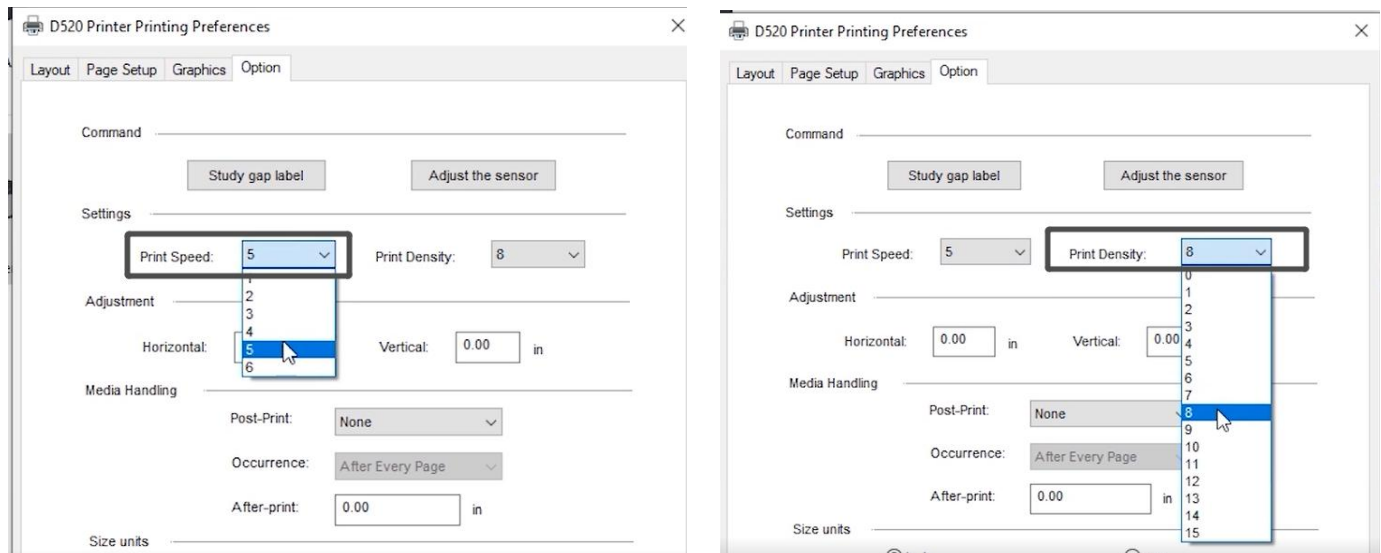 D520 Printer Printing Preferences
Layout Page Setup Graphics Option
Command
Study gap label Adjust the sensor
Settings
Print Speed: 5 Print Density: 8
1
2
3
4
5
6
Adjustment
Horizontal: Vertical: 0.00 in
Media Handling
Post-Print: None
Occurrence: After Every Page
After-print: 0.00 in
Size units
D520 Printer Printing Preferences
Layout Page Setup Graphics Option
Command
Study gap label Adjust the sensor
Settings
Print Speed: 5 Print Density: 8
0
1
2
3
4
5
6
7
8
9
10
11
12
13
14
15
Adjustment
Horizontal: 0.00 in Vertical: 0.00
Media Handling
Post-Print: None
Occurrence: After Every Page
After-print: 0.00 in
Size units